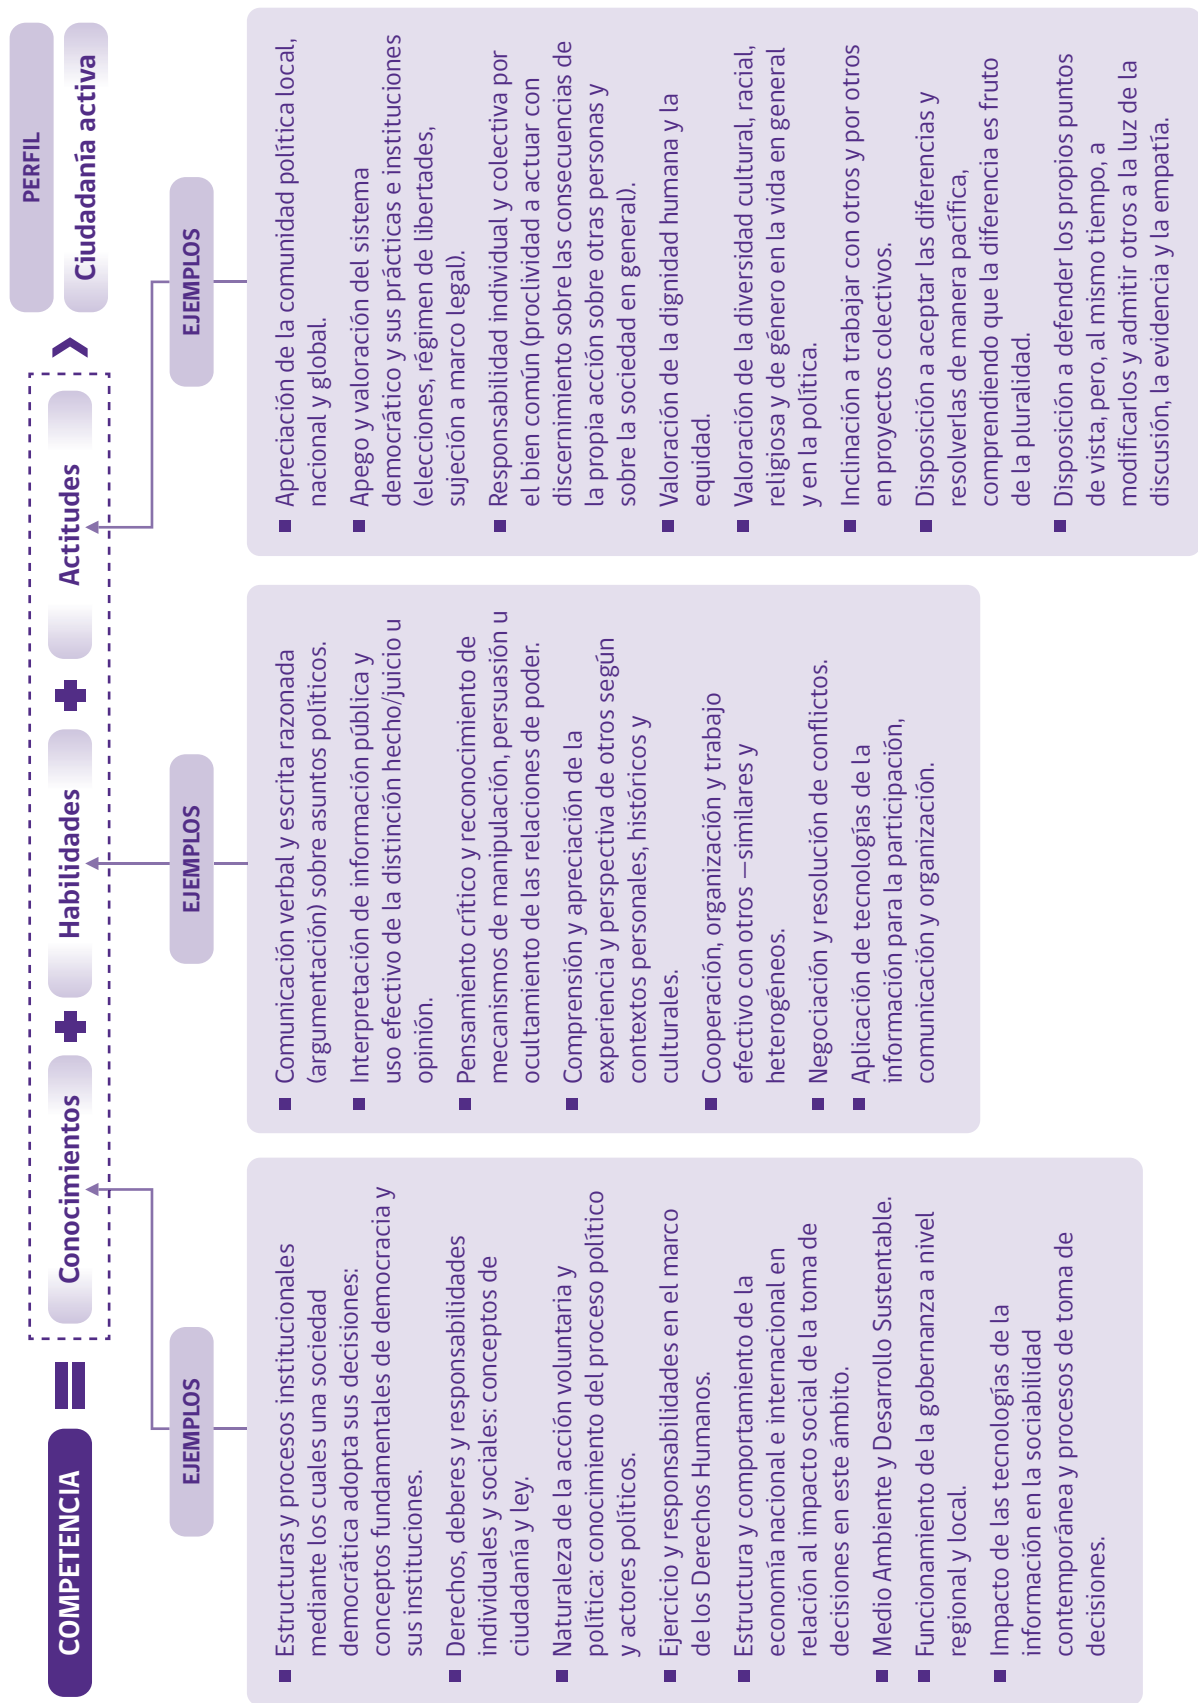 COMPETENCIA
Conocimientos
Habilidades
Actitudes
PERFIL
Ciudadanía activa
EJEMPLOS
■ Estructuras y procesos institucionales
mediante los cuales una sociedad
democrática adopta sus decisiones:
conceptos fundamentales de democracia y
sus instituciones.
■ Derechos, deberes y responsabilidades
individuales y sociales: conceptos de
ciudadanía y ley.
■ Naturaleza de la acción voluntaria y
política: conocimiento del proceso político
y actores políticos.
■ Ejercicio y responsabilidades en el marco
de los Derechos Humanos.
■ Estructura y comportamiento de la
economía nacional e internacional en
relación al impacto social de la toma de
decisiones en este ámbito.
■ Medio Ambiente y Desarrollo Sustentable.
■ Funcionamiento de la gobernanza a nivel
regional y local.
■ Impacto de las tecnologías de la
información en la sociabilidad
contemporánea y procesos de toma de
decisiones.
EJEMPLOS
■ Comunicación verbal y escrita razonada
(argumentación) sobre asuntos políticos.
■ Interpretación de información pública y
uso efectivo de la distinción hecho/juicio u
opinión.
■ Pensamiento crítico y reconocimiento de
mecanismos de manipulación, persuasión u
ocultamiento de las relaciones de poder.
■ Comprensión y apreciación de la
experiencia y perspectiva de otros según
contextos personales, históricos y
culturales.
■ Cooperación, organización y trabajo
efectivo con otros —similares y
heterogéneos.
■ Negociación y resolución de conflictos.
■ Aplicación de tecnologías de la
información para la participación,
comunicación y organización.
EJEMPLOS
■ Apreciación de la comunidad política local,
nacional y global.
■ Apego y valoración del sistema
democrático y sus prácticas e instituciones
(elecciones, régimen de libertades,
sujeción a marco legal).
■ Responsabilidad individual y colectiva por
el bien común (proclividad a actuar con
discernimiento sobre las consecuencias de
la propia acción sobre otras personas y
sobre la sociedad en general).
■ Valoración de la dignidad humana y la
equidad.
■ Valoración de la diversidad cultural, racial,
religiosa y de género en la vida en general
y en la política.
■ Inclinación a trabajar con otros y por otros
en proyectos colectivos.
■ Disposición a aceptar las diferencias y
resolverlas de manera pacífica,
comprendiendo que la diferencia es fruto
de la pluralidad.
■ Disposición a defender los propios puntos
de vista, pero, al mismo tiempo, a
modificarlos y admitir otros a la luz de la
discusión, la evidencia y la empatía.